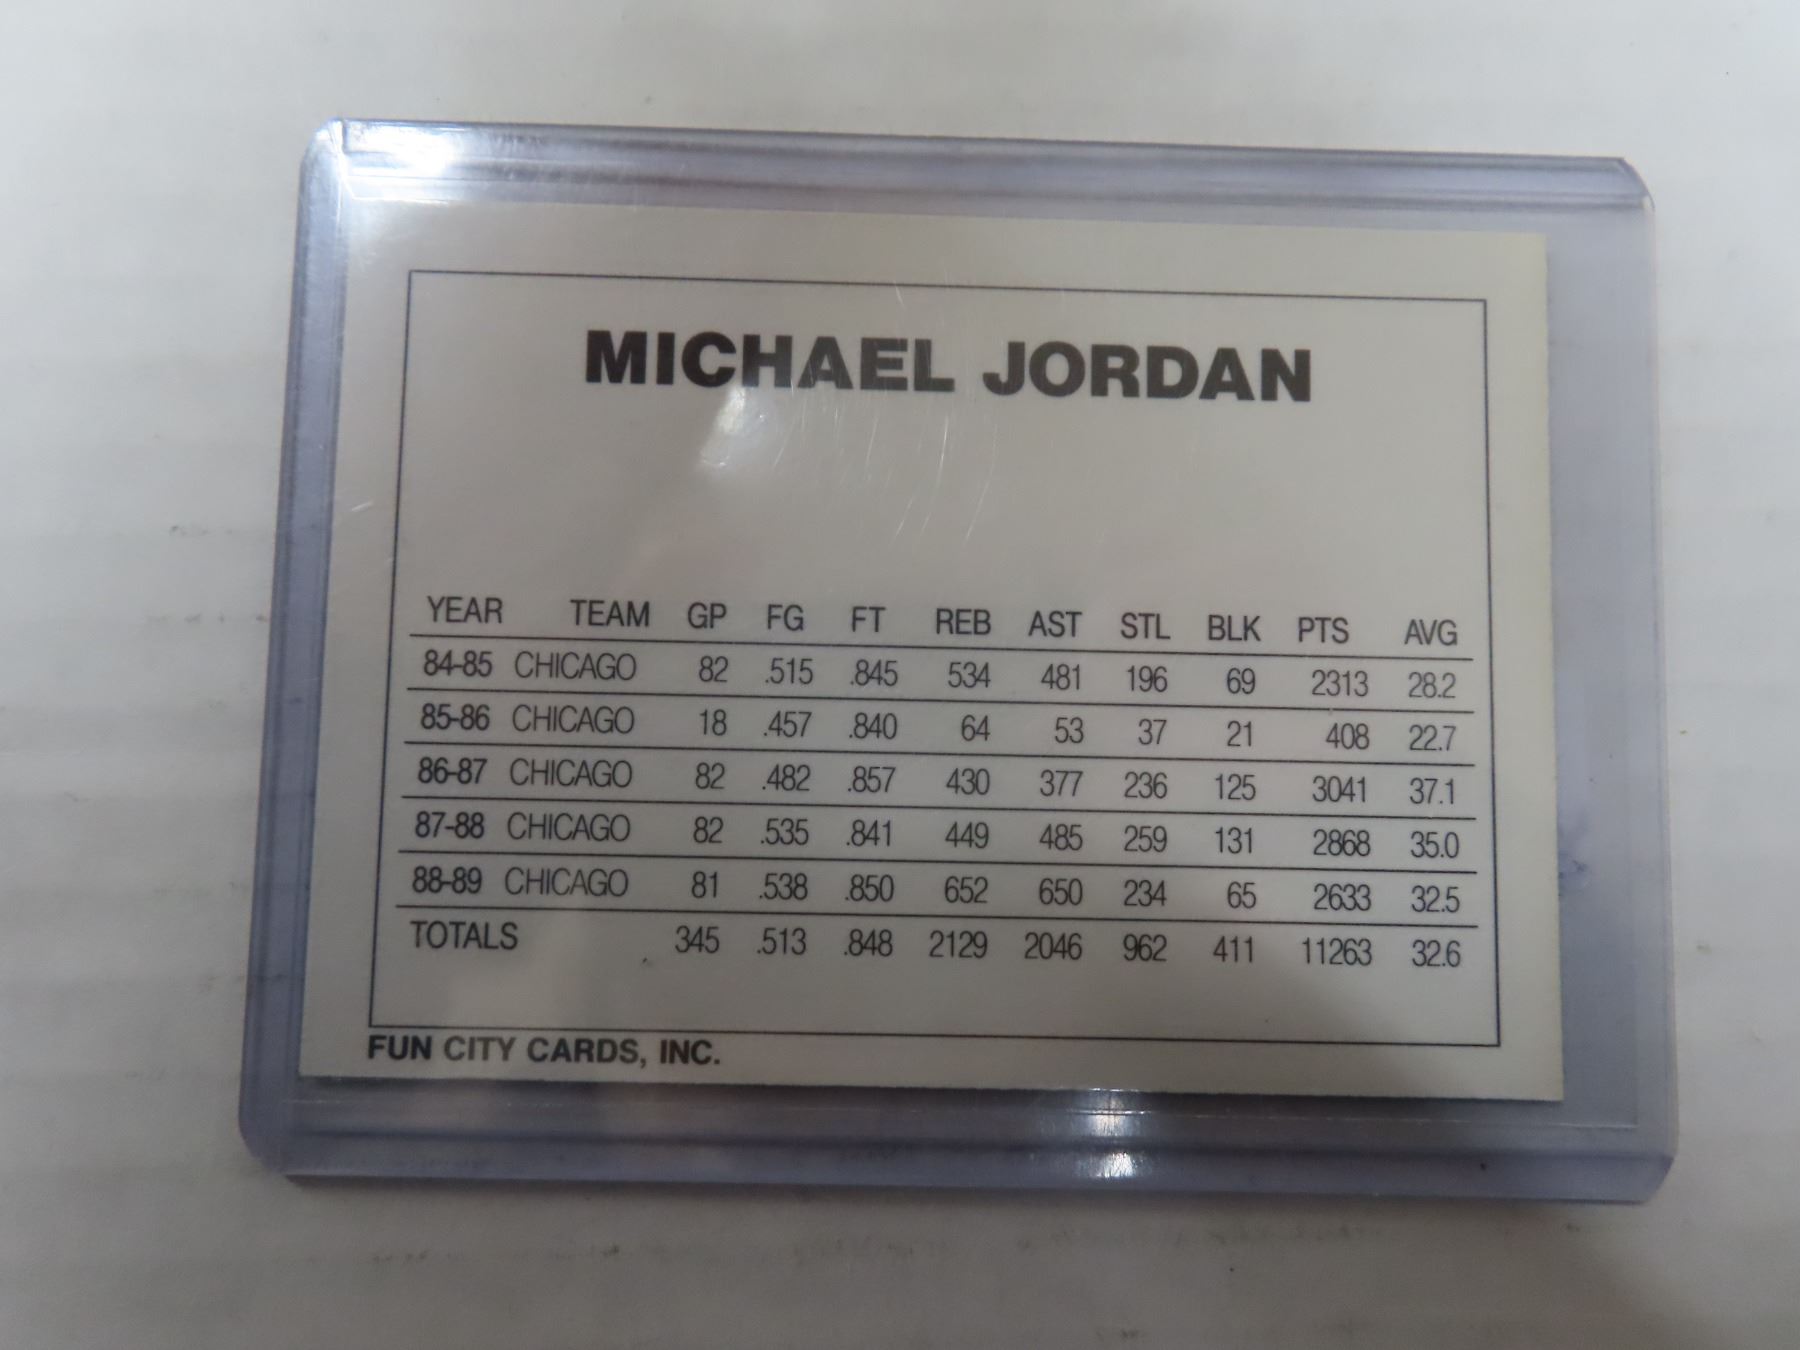 MICHAEL JORDAN
YEAR TEAM GP FG FT REB AST STL BLK PTS AVG
84-85 CHICAGO 82 .515 .845 534 481 196 69 2313 28.2
85-86 CHICAGO 18 .457 .840 64 53 37 21 408 22.7
86-87 CHICAGO 82 .482 .857 430 377 236 125 3041 37.1
87-88 CHICAGO 82 .535 .841 449 485 259 131 2868 35.0
88-89 CHICAGO 81 .538 .850 652 650 234 65 2633 32.5
TOTALS 345 .513 .848 2129 2046 962 411 11263 32.6
FUN CITY CARDS, INC.